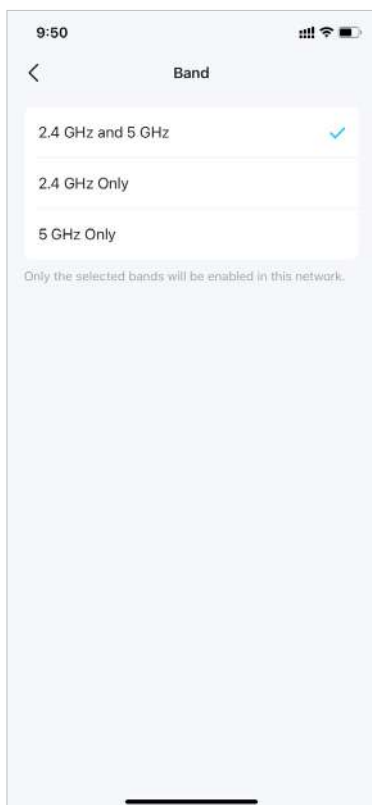 9:50
Band
2.4 GHz and 5 GHz
2.4 GHz Only
5 GHz Only
Only the selected bands will be enabled in this network.